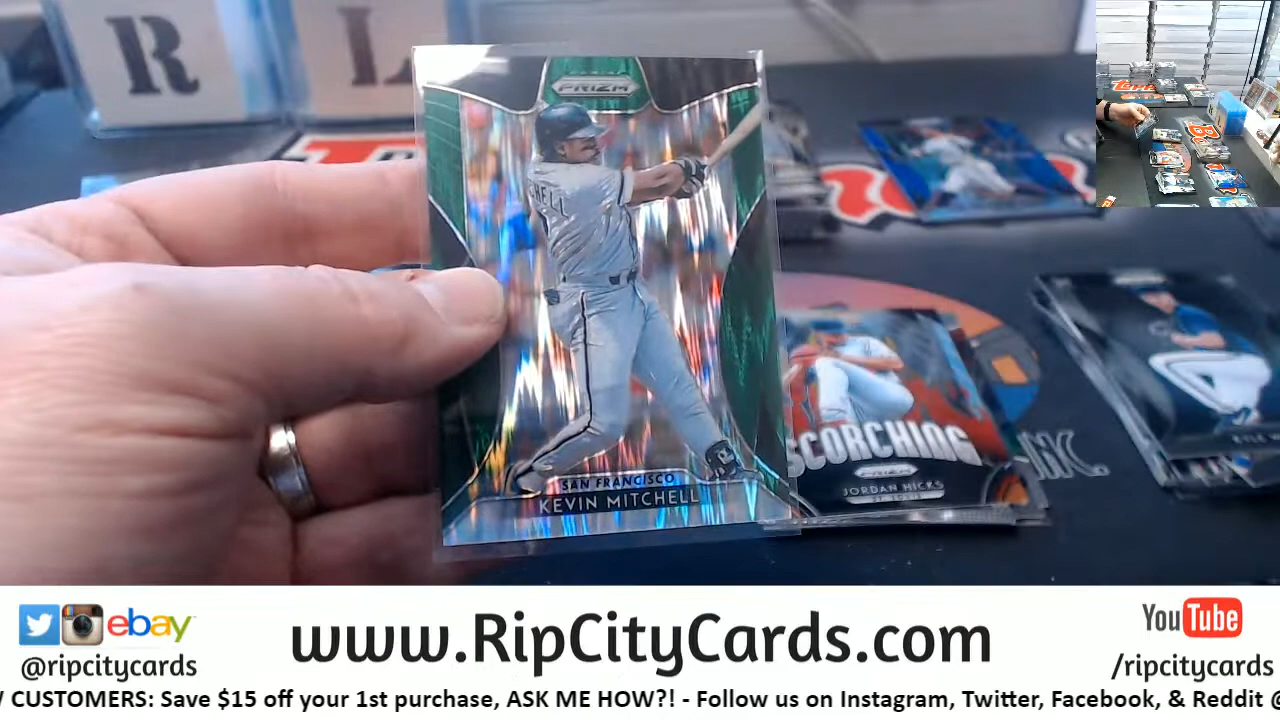 R L
PRIZM
CHELL
SAN FRANCISCO
KEVIN MITCHELL
SCORCHING
PRIZM
JORDAN HICKS
ebay
@ripcitycards
www.RipCityCards.com
YouTube
/ripcitycards
CUSTOMERS: Save $15 off your 1st purchase, ASK ME HOW?! - Follow us on Instagram, Twitter, Facebook, & Reddit @